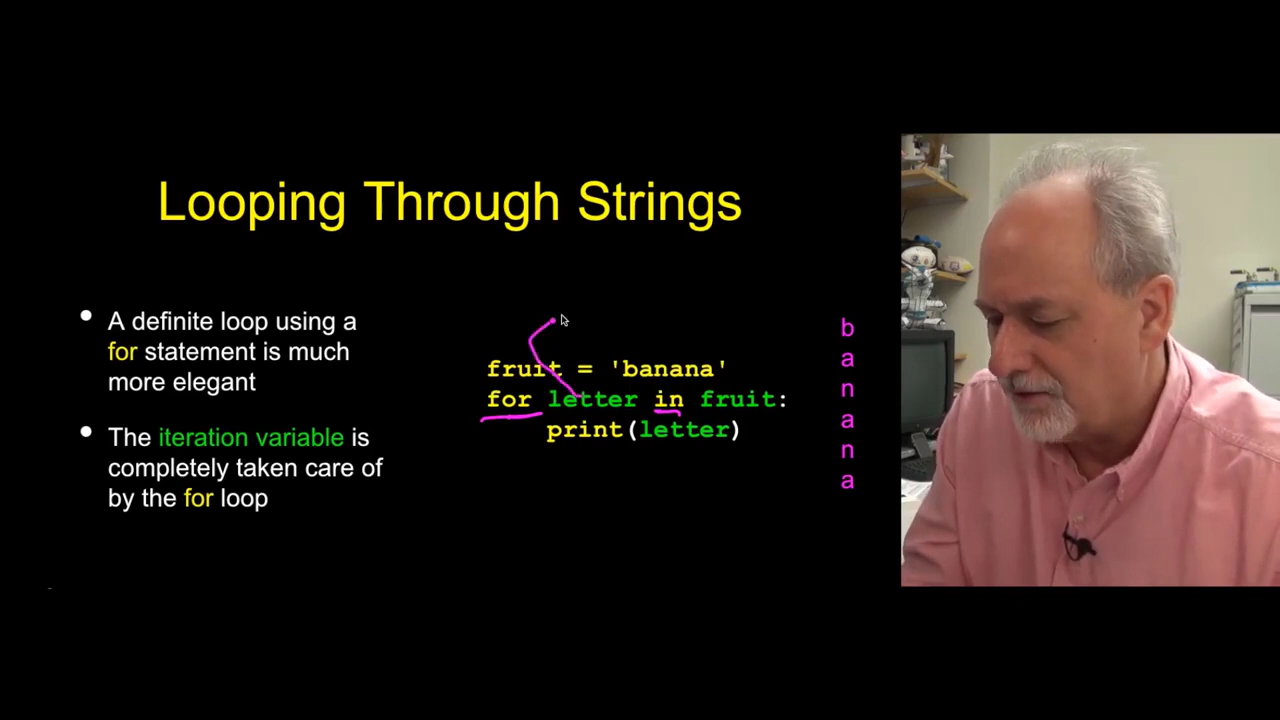 Looping Through Strings
• A definite loop using a
for statement is much
more elegant
• The iteration variable is
completely taken care of
by the for loop
fruit = 'banana'
for letter in fruit:
    print(letter)
b
a
n
a
n
a